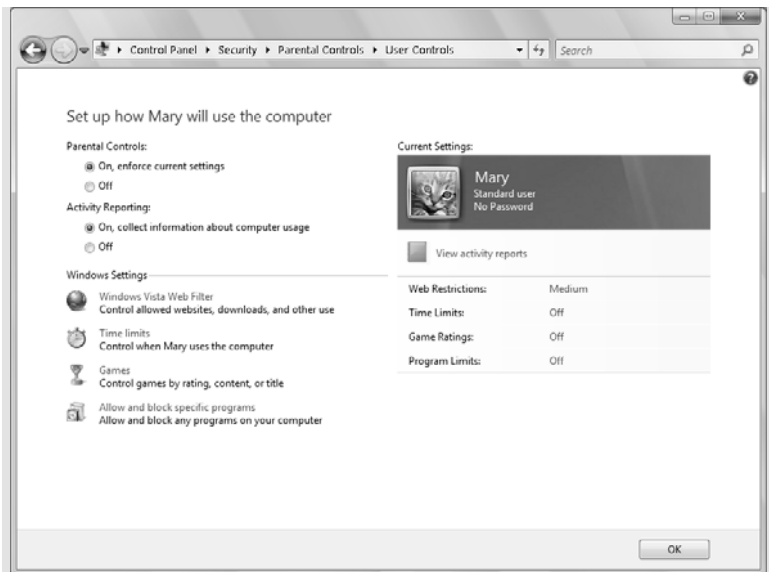 Control Panel ▸ Security ▸ Parental Controls ▸ User Controls
Search
Set up how Mary will use the computer
Parental Controls:
On, enforce current settings
Off
Activity Reporting:
On, collect information about computer usage
Off
Windows Settings
Windows Vista Web Filter
Control allowed websites, downloads, and other use
Time limits
Control when Mary uses the computer
Games
Control games by rating, content, or title
Allow and block specific programs
Allow and block any programs on your computer
Current Settings:
Mary
Standard user
No Password
View activity reports
Web Restrictions: Medium
Time Limits: Off
Game Ratings: Off
Program Limits: Off
OK